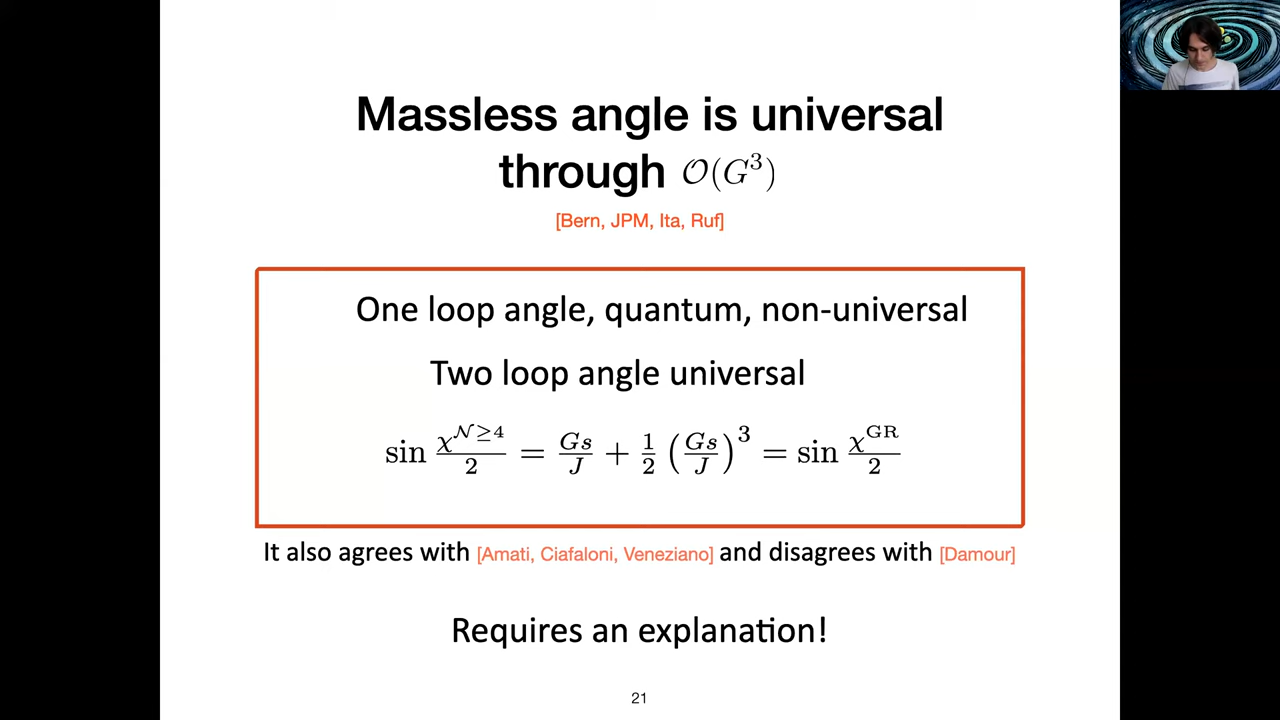 Massless angle is universal
through 𝒪(G³)
[Bern, JPM, Ita, Ruf]
One loop angle, quantum, non-universal
Two loop angle universal
sin χ^{𝒩≥4}/2 = Gs/J + 1/2 (Gs/J)³ = sin χ^{GR}/2
It also agrees with [Amati, Ciafaloni, Veneziano] and disagrees with [Damour]
Requires an explanation!
21